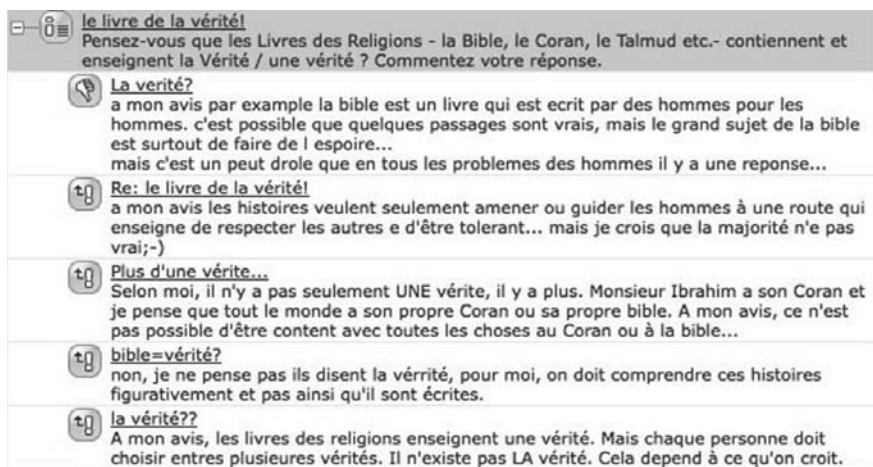 le livre de la vérité!
Pensez-vous que les Livres des Religions - la Bible, le Coran, le Talmud etc.- contiennent et
enseignent la Vérité / une vérité ? Commentez votre réponse.
La verité?
a mon avis par example la bible est un livre qui est ecrit par des hommes pour les
hommes. c'est possible que quelques passages sont vrais, mais le grand sujet de la bible
est surtout de faire de l espoire...
mais c'est un peut drole que en tous les problemes des hommes il y a une reponse...
Re: le livre de la vérité!
a mon avis les histoires veulent seulement amener ou guider les hommes à une route qui
enseigne de respecter les autres e d'être tolerant... mais je crois que la majorité n'e pas
vrai;-)
Plus d'une vérite...
Selon moi, il n'y a pas seulement UNE vérite, il y a plus. Monsieur Ibrahim a son Coran et
je pense que tout le monde a son propre Coran ou sa propre bible. A mon avis, ce n'est
pas possible d'être content avec toutes les choses au Coran ou à la bible...
bible=vérité?
non, je ne pense pas ils disent la vérrité, pour moi, on doit comprendre ces histoires
figurativement et pas ainsi qu'il sont écrites.
la vérité??
A mon avis, les livres des religions enseignent une vérité. Mais chaque personne doit
choisir entres plusieures vérités. Il n'existe pas LA vérité. Cela depend à ce qu'on croit.